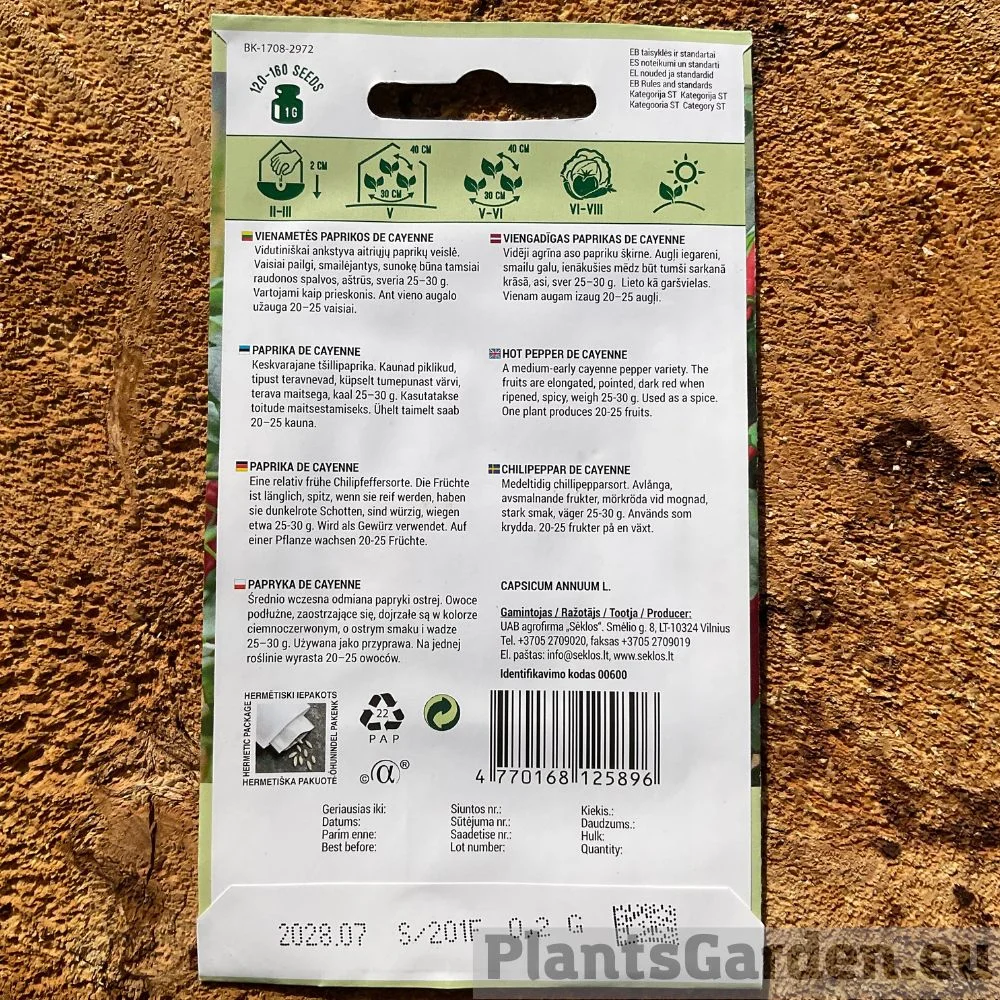 BK-1708-2972
120-160 SEEDS
1 G
EB taisyklės ir standartai
ES noteikumi un standarti
EL nouded ja standardid
EB Rules and standards
Kategorija ST Kategorija ST
Kategooria ST Category ST
2 CM
II-III
40 CM
30 CM
V
40 CM
30 CM
V-VI
VI-VIII
VIENAMETĖS PAPRIKOS DE CAYENNE
Vidutiniškai ankstyva aitriųjų paprikų veislė.
Vaisiai pailgi, smailėjantys, sunokę būna tamsiai
raudonos spalvos, aštrūs, sveria 25–30 g.
Vartojami kaip prieskonis. Ant vieno augalo
užauga 20–25 vaisiai.
VIENGADĪGAS PAPRIKAS DE CAYENNE
Vidēji agrīna aso papriku šķirne. Augļi iegareni,
smailu galu, ienākušies mēdz būt tumši sarkanā
krāsā, asi, sver 25–30 g. Lieto kā garšvielas.
Vienam augam izaug 20–25 augļi.
PAPRIKA DE CAYENNE
Keskvarajane tšillipaprika. Kaunad piklikud,
tipust teravnevad, küpselt tumepunast värvi,
terava maitsega, kaal 25–30 g. Kasutatakse
toitude maitsestamiseks. Ühelt taimelt saab
20–25 kauna.
HOT PEPPER DE CAYENNE
A medium-early cayenne pepper variety. The
fruits are elongated, pointed, dark red when
ripened, spicy, weigh 25-30 g. Used as a spice.
One plant produces 20-25 fruits.
PAPRIKA DE CAYENNE
Eine relativ frühe Chilipfeffersorte. Die Früchte
ist länglich, spitz, wenn sie reif werden, haben
sie dunkelrote Schotten, sind würzig, wiegen
etwa 25-30 g. Wird als Gewürz verwendet. Auf
einer Pflanze wachsen 20-25 Früchte.
CHILIPEPPAR DE CAYENNE
Medeltidig chillipepparsort. Avlånga,
avsmalnande frukter, mörkröda vid mognad,
stark smak, väger 25-30 g. Används som
krydda. 20-25 frukter på en växt.
PAPRYKA DE CAYENNE
Średnio wczesna odmiana papryki ostrej. Owoce
podłużne, zaostrzające się, dojrzałe są w kolorze
ciemnoczerwonym, o ostrym smaku i wadze
25–30 g. Używana jako przyprawa. Na jednej
roślinie wyrasta 20–25 owoców.
CAPSICUM ANNUUM L.
Gamintojas / Ražotājs / Tootja / Producer:
UAB agrofirma „Sėklos". Smėlio g. 8, LT-10324 Vilnius
Tel. +3705 2709020, faksas +3705 2709019
El. paštas: info@seklos.lt, www.seklos.lt
Identifikavimo kodas 00600
HERMĒTISKI IEPAKOTS
HERMETIC PACKAGE
ÕHUNINDEL PAKEND
HERMETIŠKA PAKUOTĖ
22
PAP
© α ®
4 770168 125896
Geriausias iki:
Datums:
Parim enne:
Best before:
Siuntos nr.:
Sūtējuma nr.:
Saadetise nr.:
Lot number:
Kiekis.:
Daudzums.:
Hulk:
Quantity:
2028.07 S/201F 0.2 G
PlantsGarden.eu